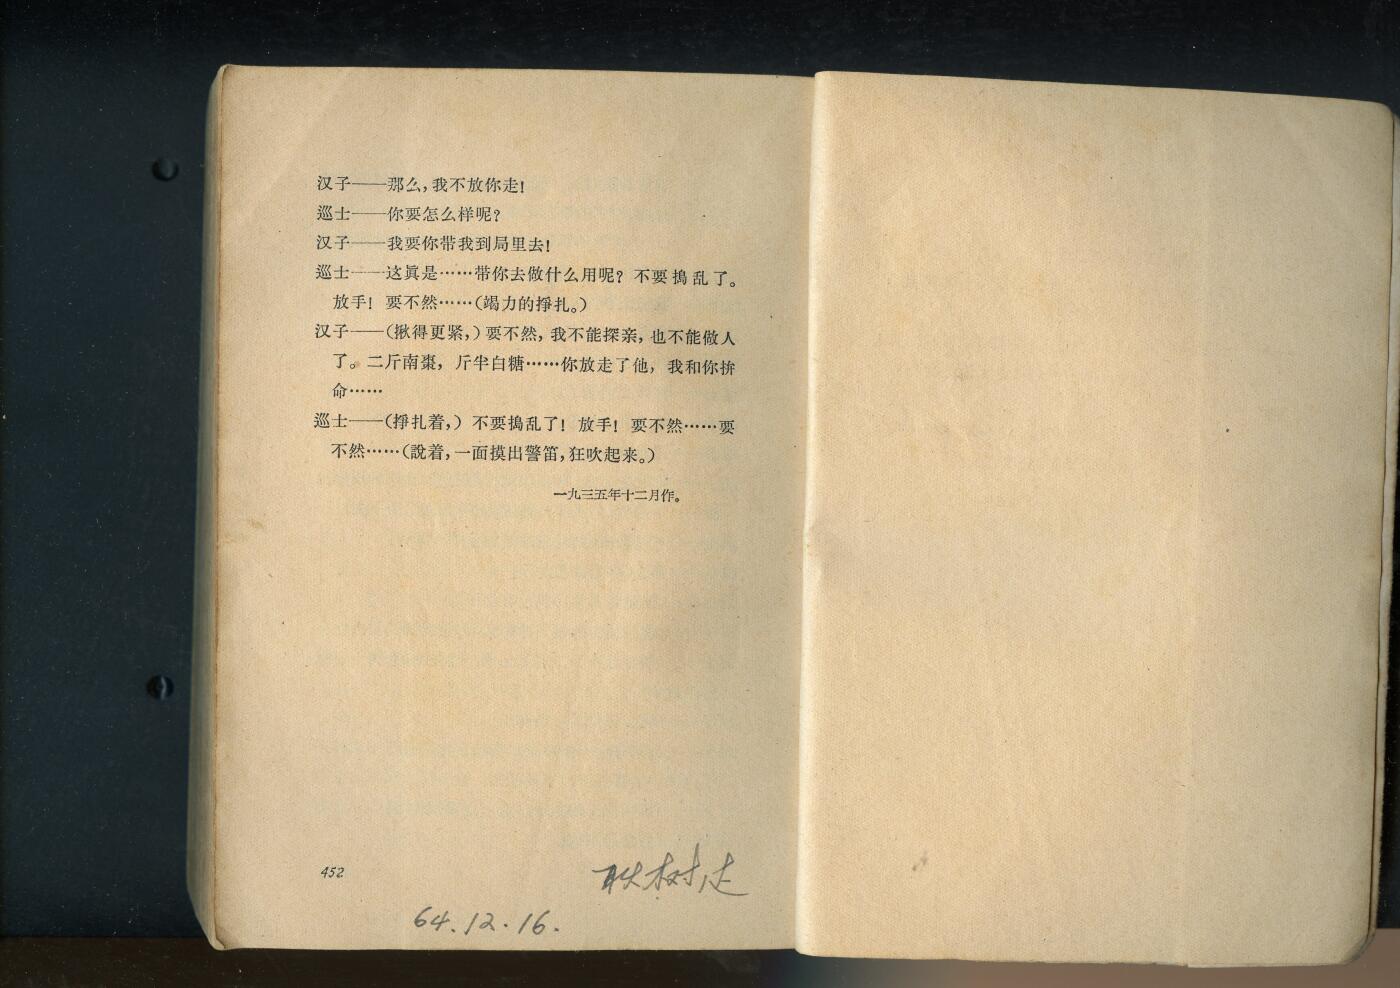 汉子——那么,我不放你走!
巡士——你要怎么样呢?
汉子——我要你带我到局里去!
巡士——这眞是……带你去做什么用呢? 不要搗乱了。
放手! 要不然……(竭力的掙扎。)
汉子——(揪得更紧,)要不然,我不能探亲,也不能做人
了。二斤南棗,斤半白糖……你放走了他,我和你拚
命……
巡士——(掙扎着,) 不要搗乱了! 放手! 要不然……要
不然……(說着,一面摸出警笛,狂吹起来。)
一九三五年十二月作。
452
64.12.16.